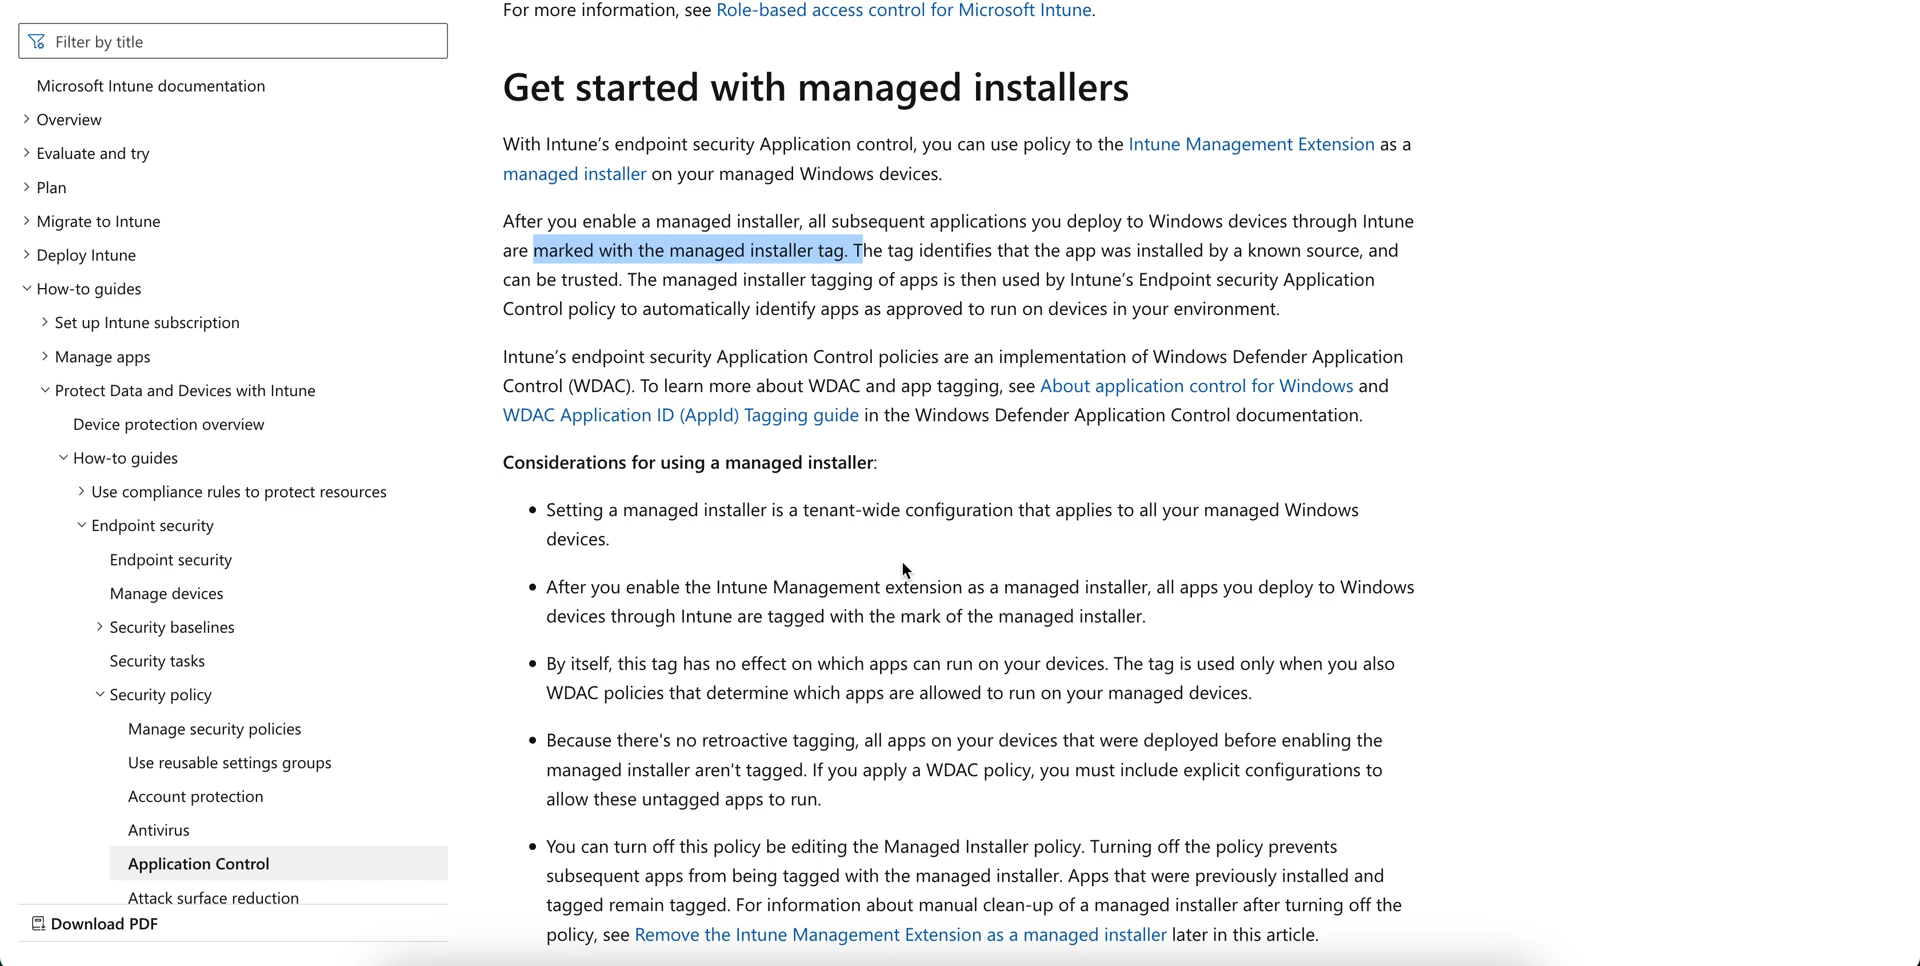 Filter by title
Microsoft Intune documentation
Overview
Evaluate and try
Plan
Migrate to Intune
Deploy Intune
How-to guides
Set up Intune subscription
Manage apps
Protect Data and Devices with Intune
Device protection overview
How-to guides
Use compliance rules to protect resources
Endpoint security
Endpoint security
Manage devices
Security baselines
Security tasks
Security policy
Manage security policies
Use reusable settings groups
Account protection
Antivirus
Application Control
Attack surface reduction
Download PDF
For more information, see Role-based access control for Microsoft Intune.
Get started with managed installers
With Intune’s endpoint security Application control, you can use policy to the Intune Management Extension as a
managed installer on your managed Windows devices.
After you enable a managed installer, all subsequent applications you deploy to Windows devices through Intune
are marked with the managed installer tag. The tag identifies that the app was installed by a known source, and
can be trusted. The managed installer tagging of apps is then used by Intune’s Endpoint security Application
Control policy to automatically identify apps as approved to run on devices in your environment.
Intune’s endpoint security Application Control policies are an implementation of Windows Defender Application
Control (WDAC). To learn more about WDAC and app tagging, see About application control for Windows and
WDAC Application ID (AppId) Tagging guide in the Windows Defender Application Control documentation.
Considerations for using a managed installer:
• Setting a managed installer is a tenant-wide configuration that applies to all your managed Windows
devices.
• After you enable the Intune Management extension as a managed installer, all apps you deploy to Windows
devices through Intune are tagged with the mark of the managed installer.
• By itself, this tag has no effect on which apps can run on your devices. The tag is used only when you also
WDAC policies that determine which apps are allowed to run on your managed devices.
• Because there's no retroactive tagging, all apps on your devices that were deployed before enabling the
managed installer aren't tagged. If you apply a WDAC policy, you must include explicit configurations to
allow these untagged apps to run.
• You can turn off this policy be editing the Managed Installer policy. Turning off the policy prevents
subsequent apps from being tagged with the managed installer. Apps that were previously installed and
tagged remain tagged. For information about manual clean-up of a managed installer after turning off the
policy, see Remove the Intune Management Extension as a managed installer later in this article.